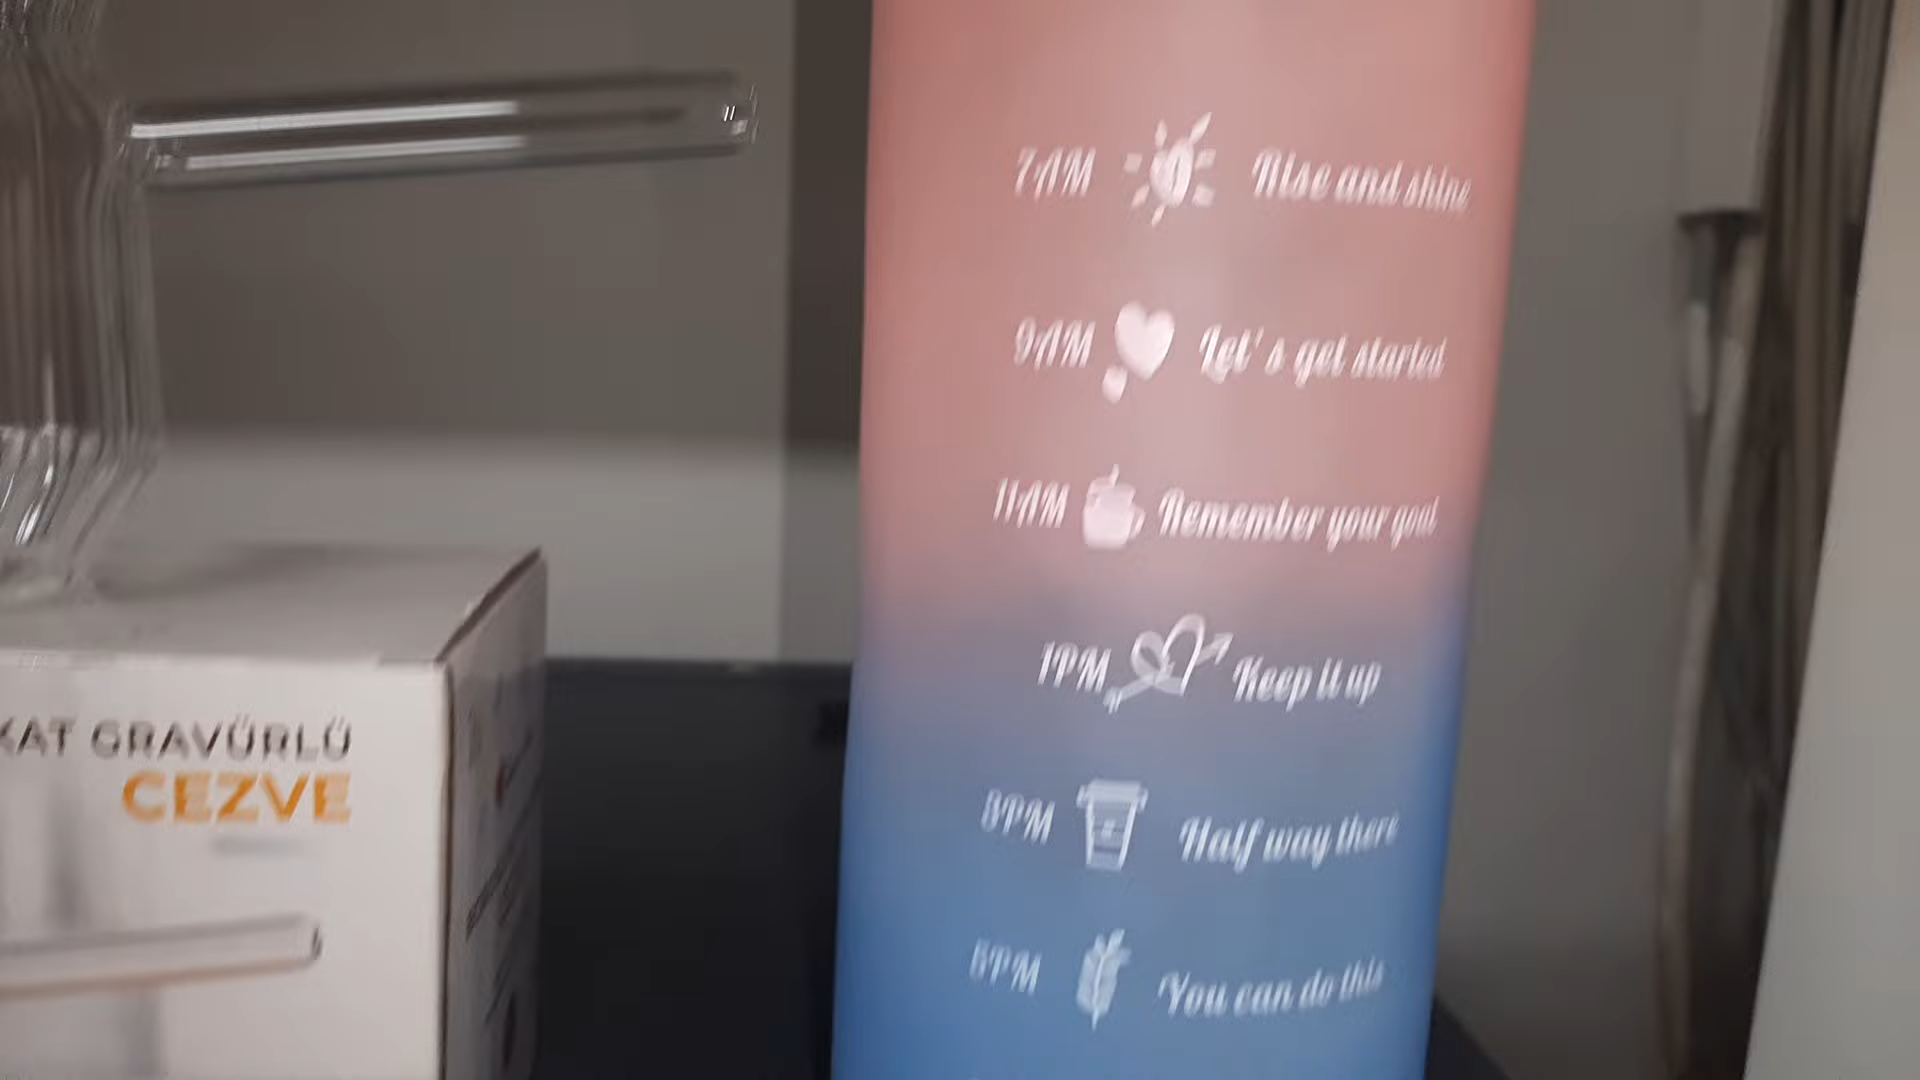 7AM Rise and shine
9AM Let's get started
11AM Remember your goal
1PM Keep it up
3PM Half way there
5PM You can do this
KAT GRAVÜRLÜ
CEZVE